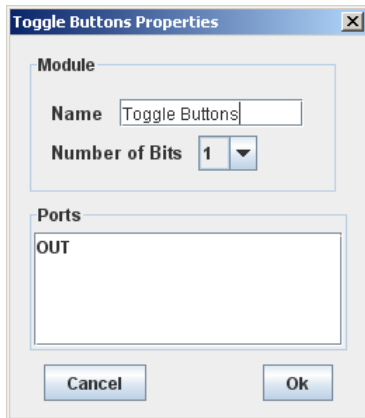 Toggle Buttons Properties
Module
Name Toggle Buttons
Number of Bits 1
Ports
OUT
Cancel Ok